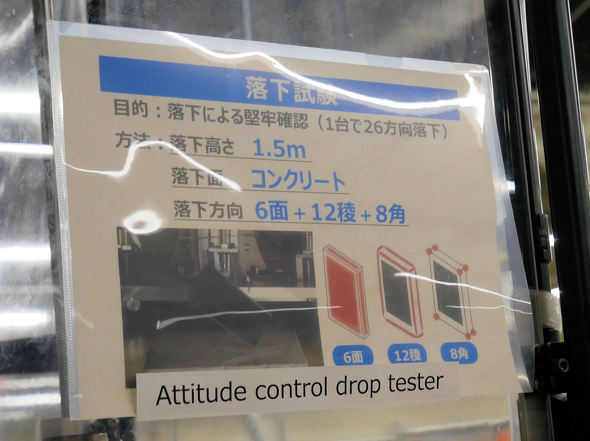 落下試験
目的：落下による堅牢確認（1台で26方向落下）
方法：落下高さ 1.5m
落下面 コンクリート
落下方向 6面＋12稜＋8角
6面 12稜 8角
Attitude control drop tester